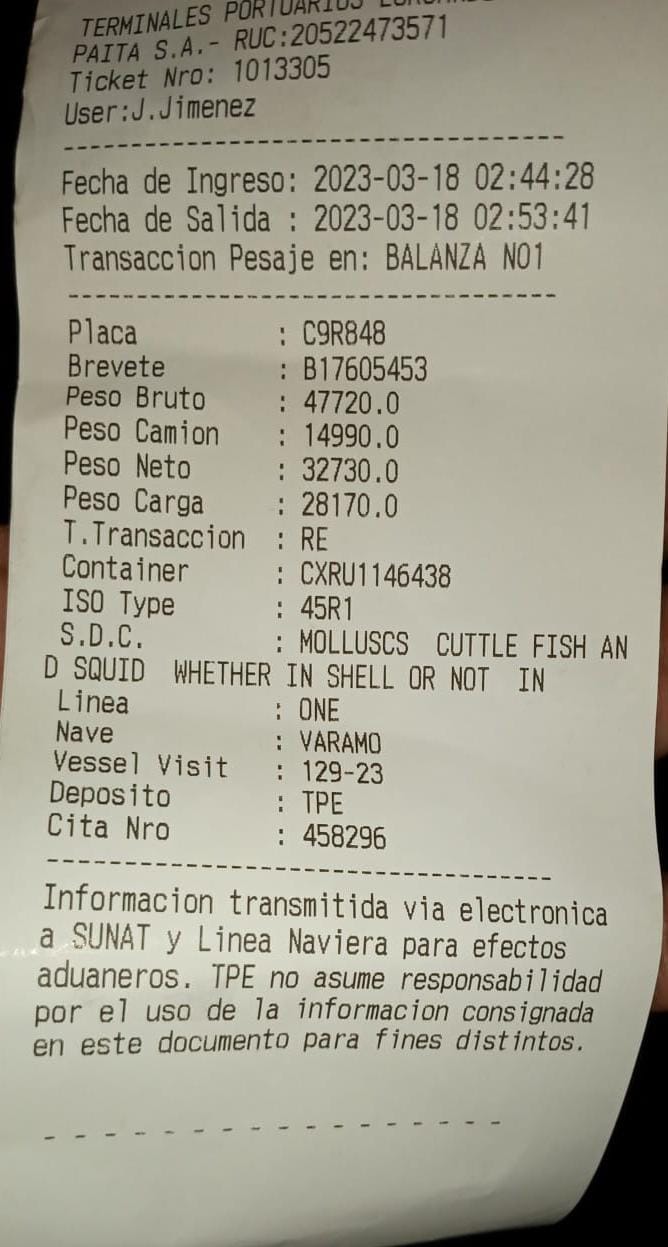 TERMINALES PORTUARIOS
PAITA S.A.- RUC:20522473571
Ticket Nro: 1013305
User:J.Jimenez
-----------------------------------
Fecha de Ingreso: 2023-03-18 02:44:28
Fecha de Salida : 2023-03-18 02:53:41
Transaccion Pesaje en: BALANZA NO1
-----------------------------------
Placa : C9R848
Brevete : B17605453
Peso Bruto : 47720.0
Peso Camion : 14990.0
Peso Neto : 32730.0
Peso Carga : 28170.0
T.Transaccion : RE
Container : CXRU1146438
ISO Type : 45R1
S.D.C. : MOLLUSCS CUTTLE FISH AN
D SQUID WHETHER IN SHELL OR NOT IN
Linea : ONE
Nave : VARAMO
Vessel Visit : 129-23
Deposito : TPE
Cita Nro : 458296
-----------------------------------
Informacion transmitida via electronica
a SUNAT y Linea Naviera para efectos
aduaneros. TPE no asume responsabilidad
por el uso de la informacion consignada
en este documento para fines distintos.
- - - - - - - - - - - - - - - -